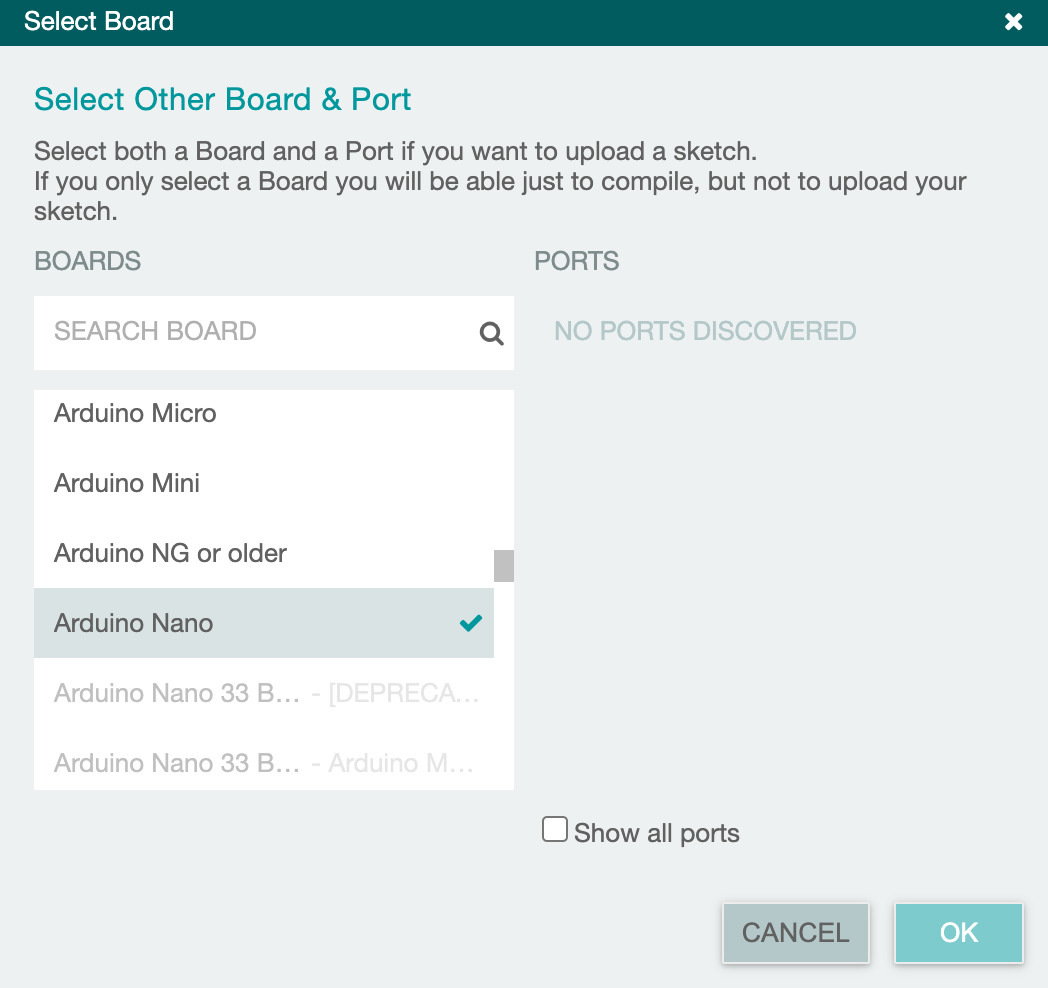 Select Board
Select Other Board & Port
Select both a Board and a Port if you want to upload a sketch.
If you only select a Board you will be able just to compile, but not to upload your
sketch.
BOARDS
PORTS
SEARCH BOARD
NO PORTS DISCOVERED
Arduino Micro
Arduino Mini
Arduino NG or older
Arduino Nano
Arduino Nano 33 B... - [DEPRECA...
Arduino Nano 33 B... - Arduino M...
Show all ports
CANCEL
OK